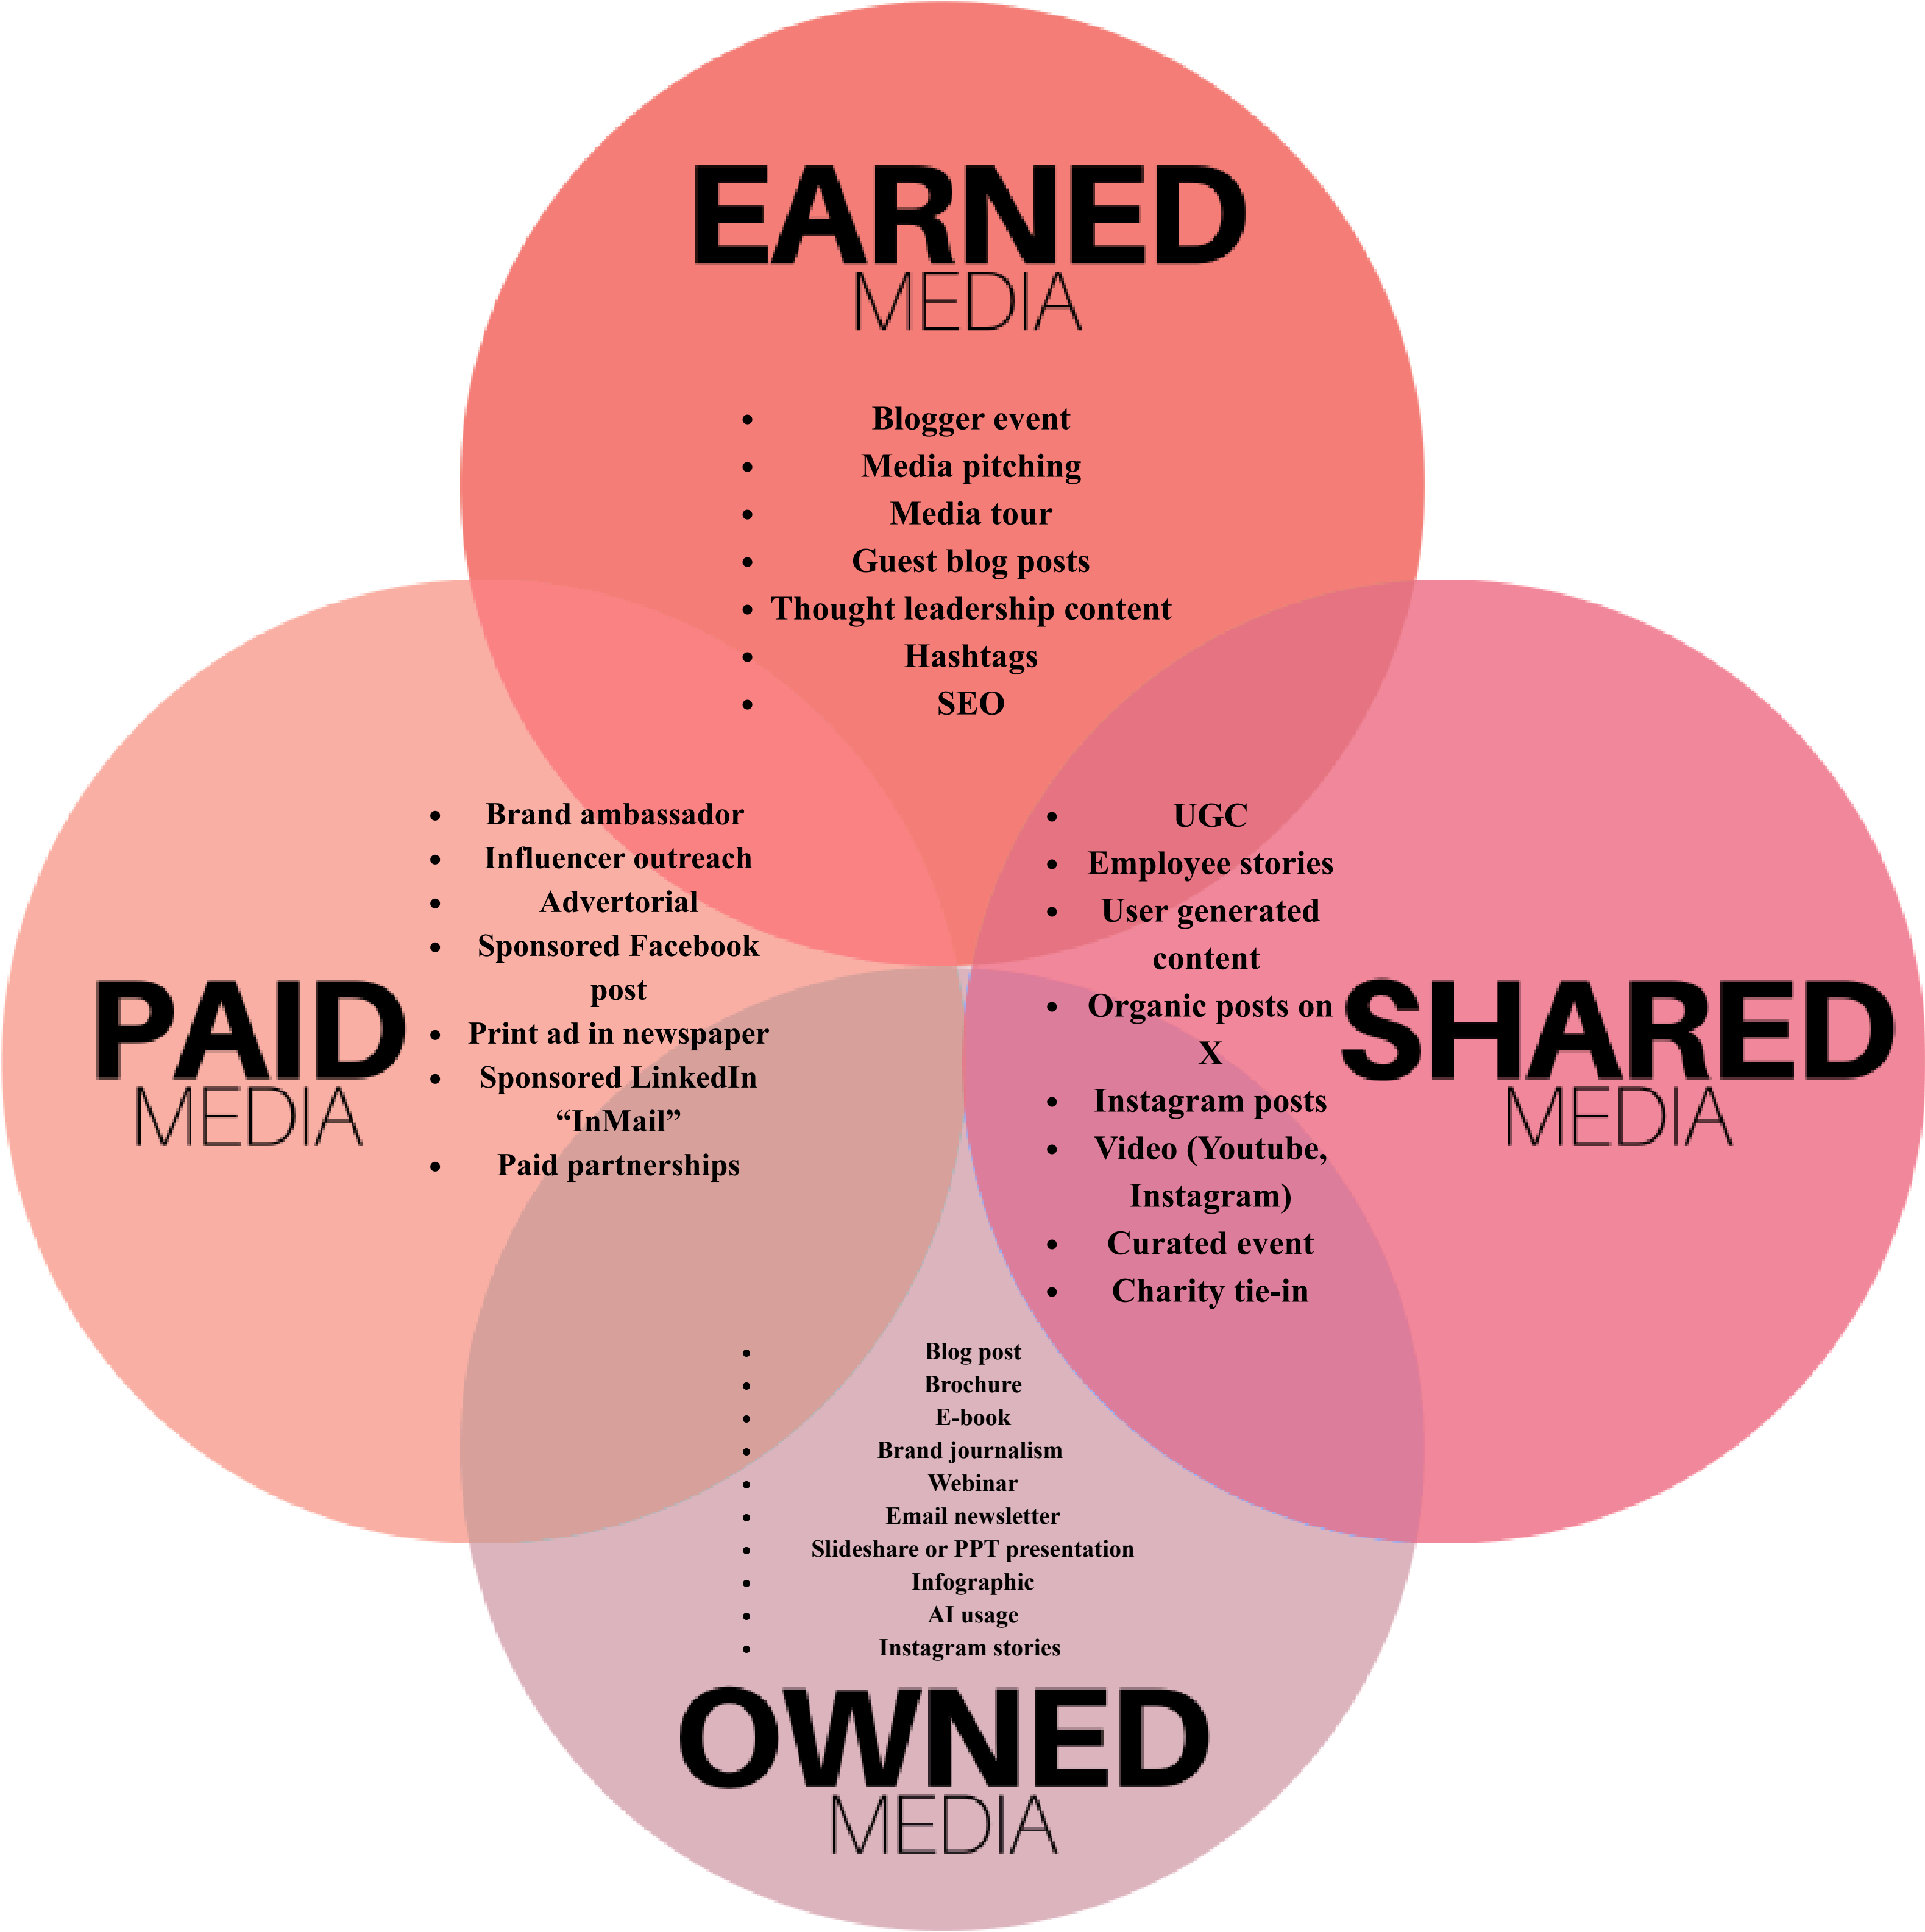 EARNED
MEDIA
• Blogger event
• Media pitching
• Media tour
• Guest blog posts
• Thought leadership content
• Hashtags
• SEO
PAID
MEDIA
• Brand ambassador
• Influencer outreach
• Advertorial
• Sponsored Facebook
post
• Print ad in newspaper
• Sponsored LinkedIn
“InMail”
• Paid partnerships
• UGC
• Employee stories
• User generated
content
• Organic posts on
X
• Instagram posts
• Video (Youtube,
Instagram)
• Curated event
• Charity tie-in
SHARED
MEDIA
• Blog post
• Brochure
• E-book
• Brand journalism
• Webinar
• Email newsletter
• Slideshare or PPT presentation
• Infographic
• AI usage
• Instagram stories
OWNED
MEDIA